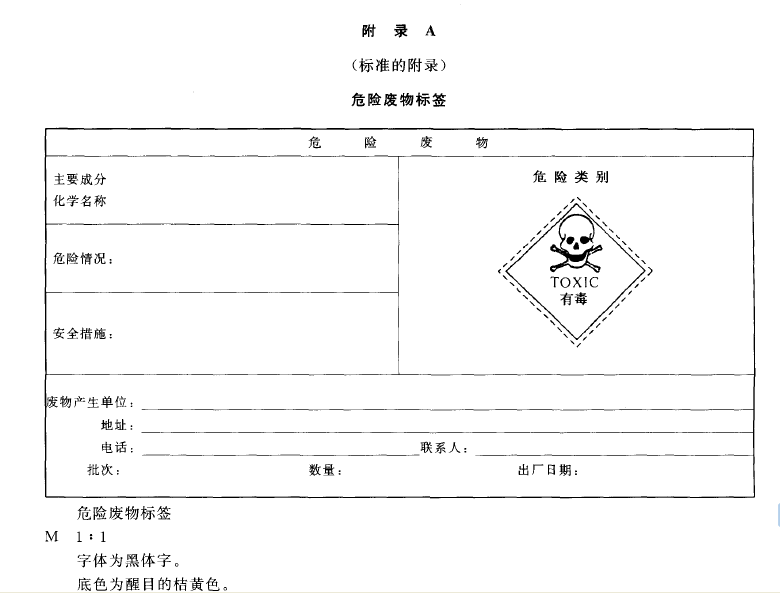 附 录 A
（标准的附录）
危险废物标签
危 险 废 物
主要成分
化学名称
危险类别
危险情况：
TOXIC
有毒
安全措施：
废物产生单位：
地址：
电话： 联系人：
批次： 数量： 出厂日期：
危险废物标签
M 1∶1
字体为黑体字。
底色为醒目的桔黄色。